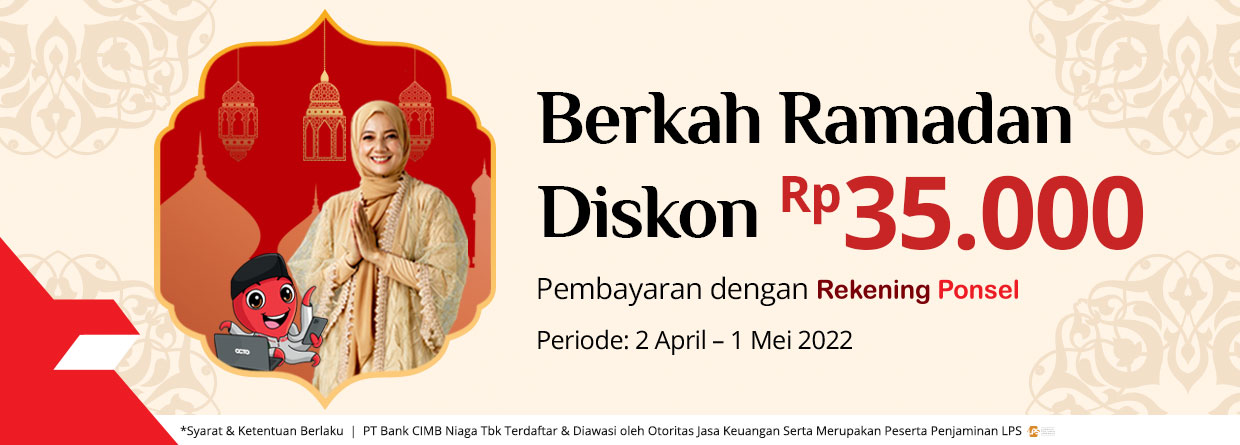 Berkah Ramadan
Diskon Rp35.000
Pembayaran dengan Rekening Ponsel
Periode: 2 April – 1 Mei 2022
OCTO
*Syarat & Ketentuan Berlaku | PT Bank CIMB Niaga Tbk Terdaftar & Diawasi oleh Otoritas Jasa Keuangan Serta Merupakan Peserta Penjaminan LPS